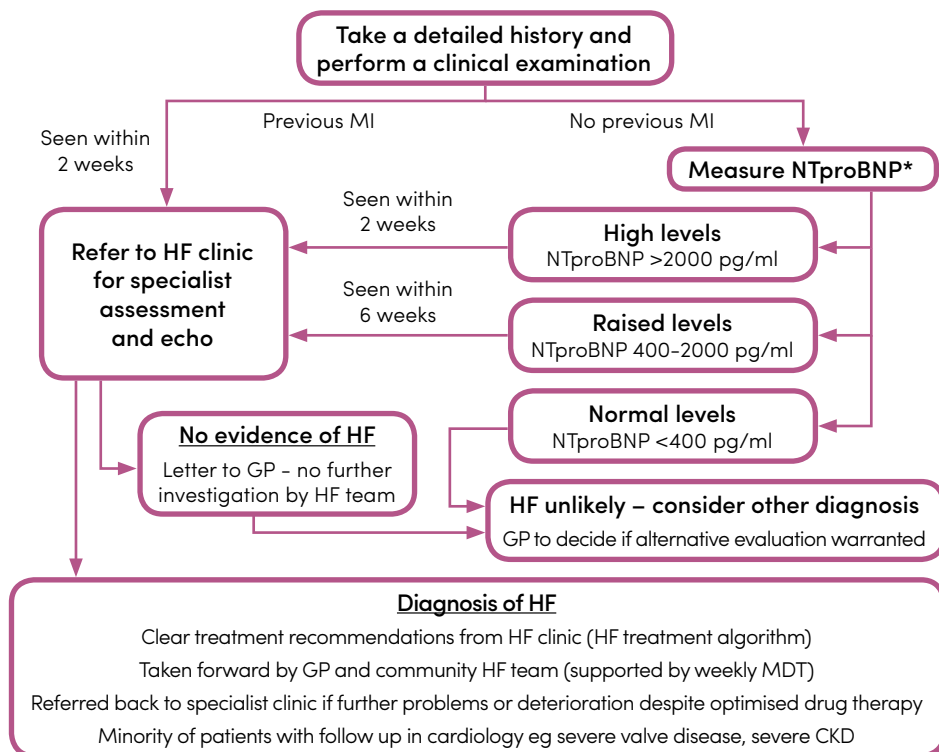 Take a detailed history and
perform a clinical examination
Previous MI
No previous MI
Seen within
2 weeks
Measure NTproBNP*
Seen within
2 weeks
High levels
NTproBNP >2000 pg/ml
Refer to HF clinic
for specialist
assessment
and echo
Seen within
6 weeks
Raised levels
NTproBNP 400-2000 pg/ml
Normal levels
NTproBNP <400 pg/ml
No evidence of HF
Letter to GP - no further
investigation by HF team
HF unlikely – consider other diagnosis
GP to decide if alternative evaluation warranted
Diagnosis of HF
Clear treatment recommendations from HF clinic (HF treatment algorithm)
Taken forward by GP and community HF team (supported by weekly MDT)
Referred back to specialist clinic if further problems or deterioration despite optimised drug therapy
Minority of patients with follow up in cardiology eg severe valve disease, severe CKD